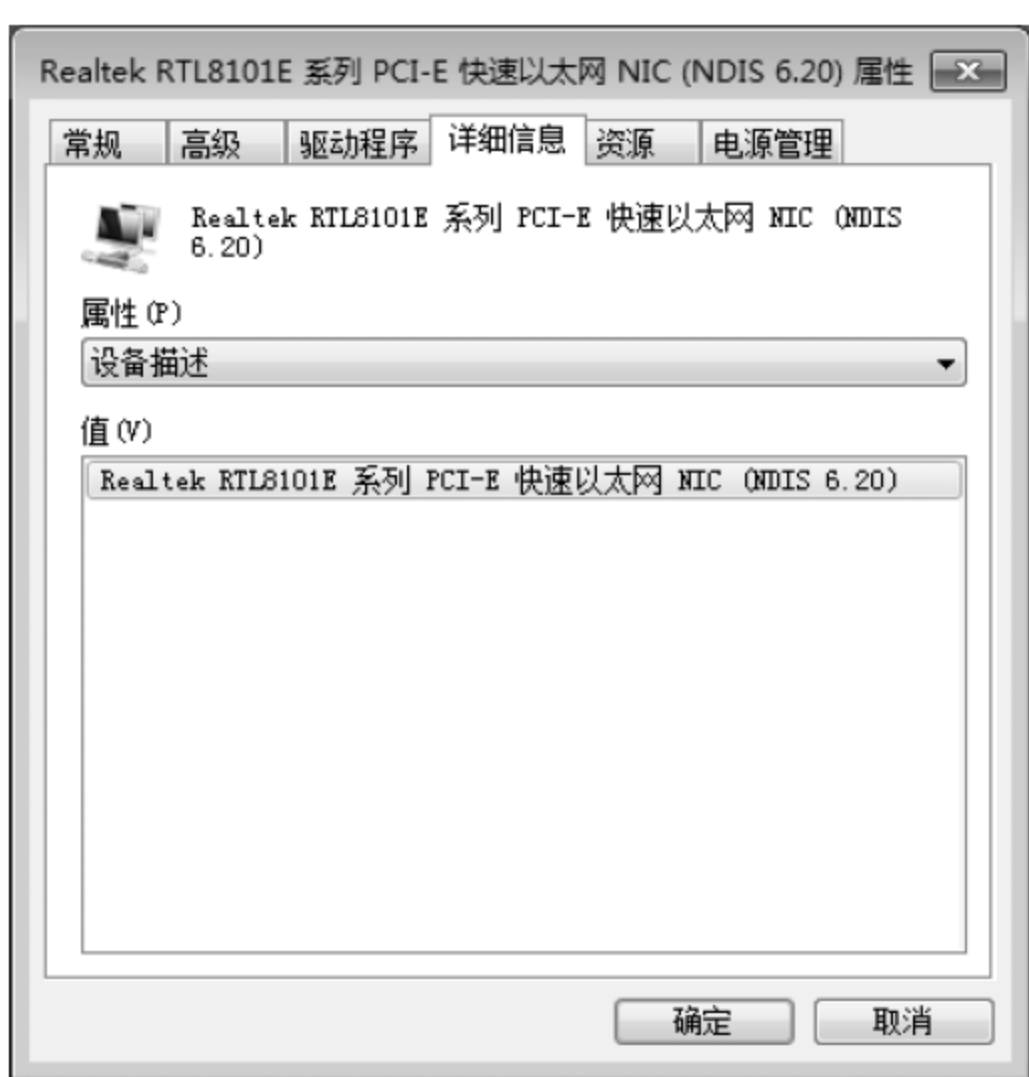 Realtek RTL8101E 系列 PCI-E 快速以太网 NIC (NDIS 6.20) 属性
常规 高级 驱动程序 详细信息 资源 电源管理
Realtek RTL8101E 系列 PCI-E 快速以太网 NIC (NDIS
6.20)
属性(P)
设备描述
值(V)
Realtek RTL8101E 系列 PCI-E 快速以太网 NIC (NDIS 6.20)
确定 取消